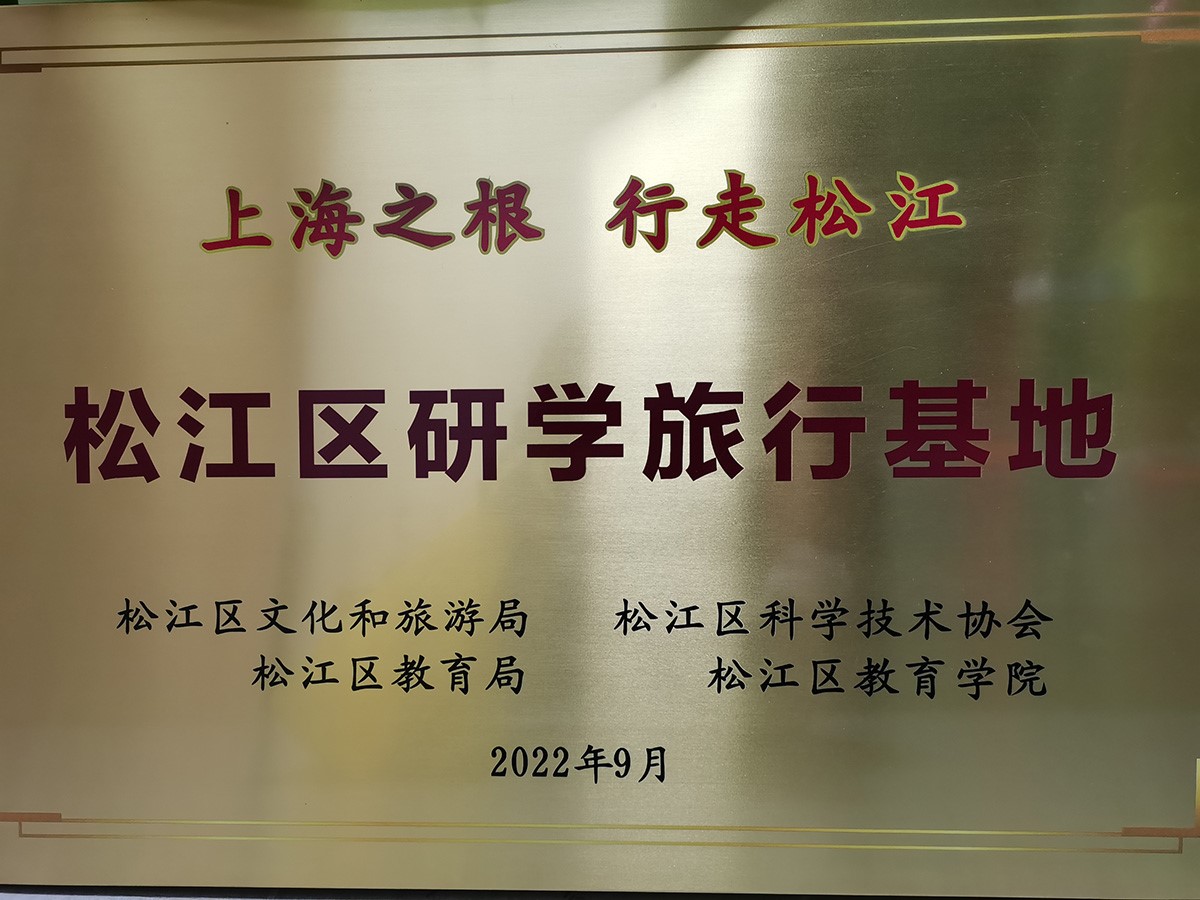 上海之根 行走松江
松江区研学旅行基地
松江区文化和旅游局 松江区科学技术协会
松江区教育局 松江区教育学院
2022年9月